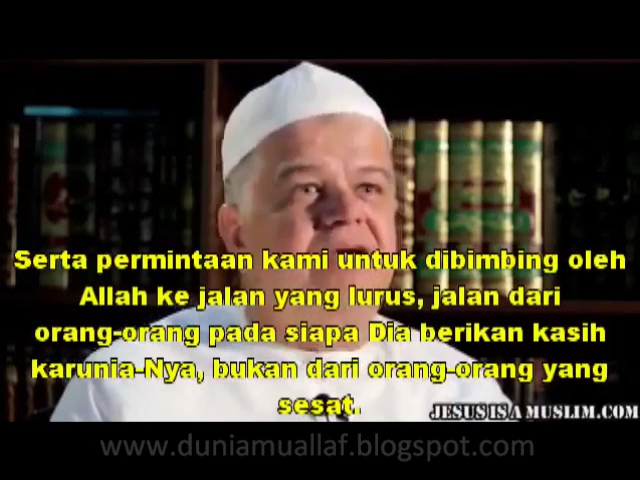 Serta permintaan kami untuk dibimbing oleh
Allah ke jalan yang lurus, jalan dari
orang-orang pada siapa Dia berikan kasih
karunia-Nya, bukan dari orang-orang yang
sesat.
JESUS IS A MUSLIM.COM
www.duniamuallaf.blogspot.com